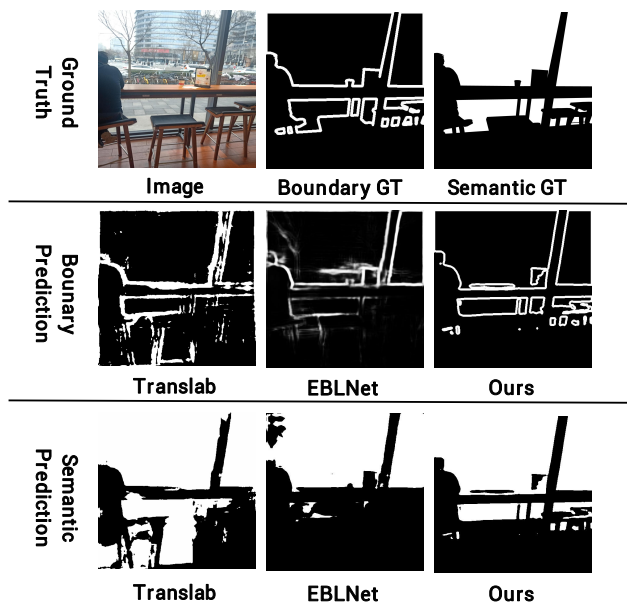 Ground
Truth
Image
Boundary GT
Semantic GT
Bounary
Prediction
Translab
EBLNet
Ours
Semantic
Prediction
Translab
EBLNet
Ours